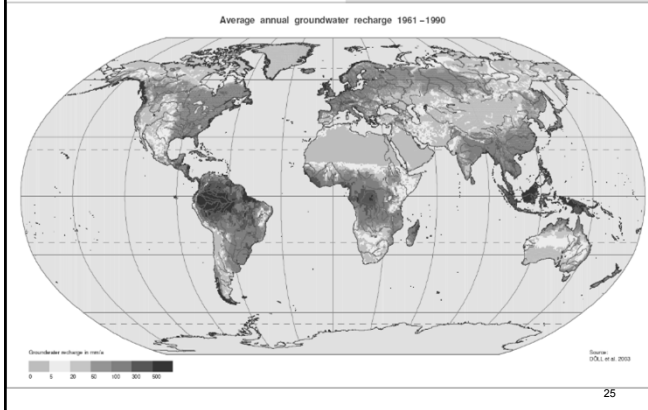 Average annual groundwater recharge 1961 – 1990
Groundwater recharge in mm/a
0 5 20 50 100 300 500
Source:
DÖLL et al. 2003
25